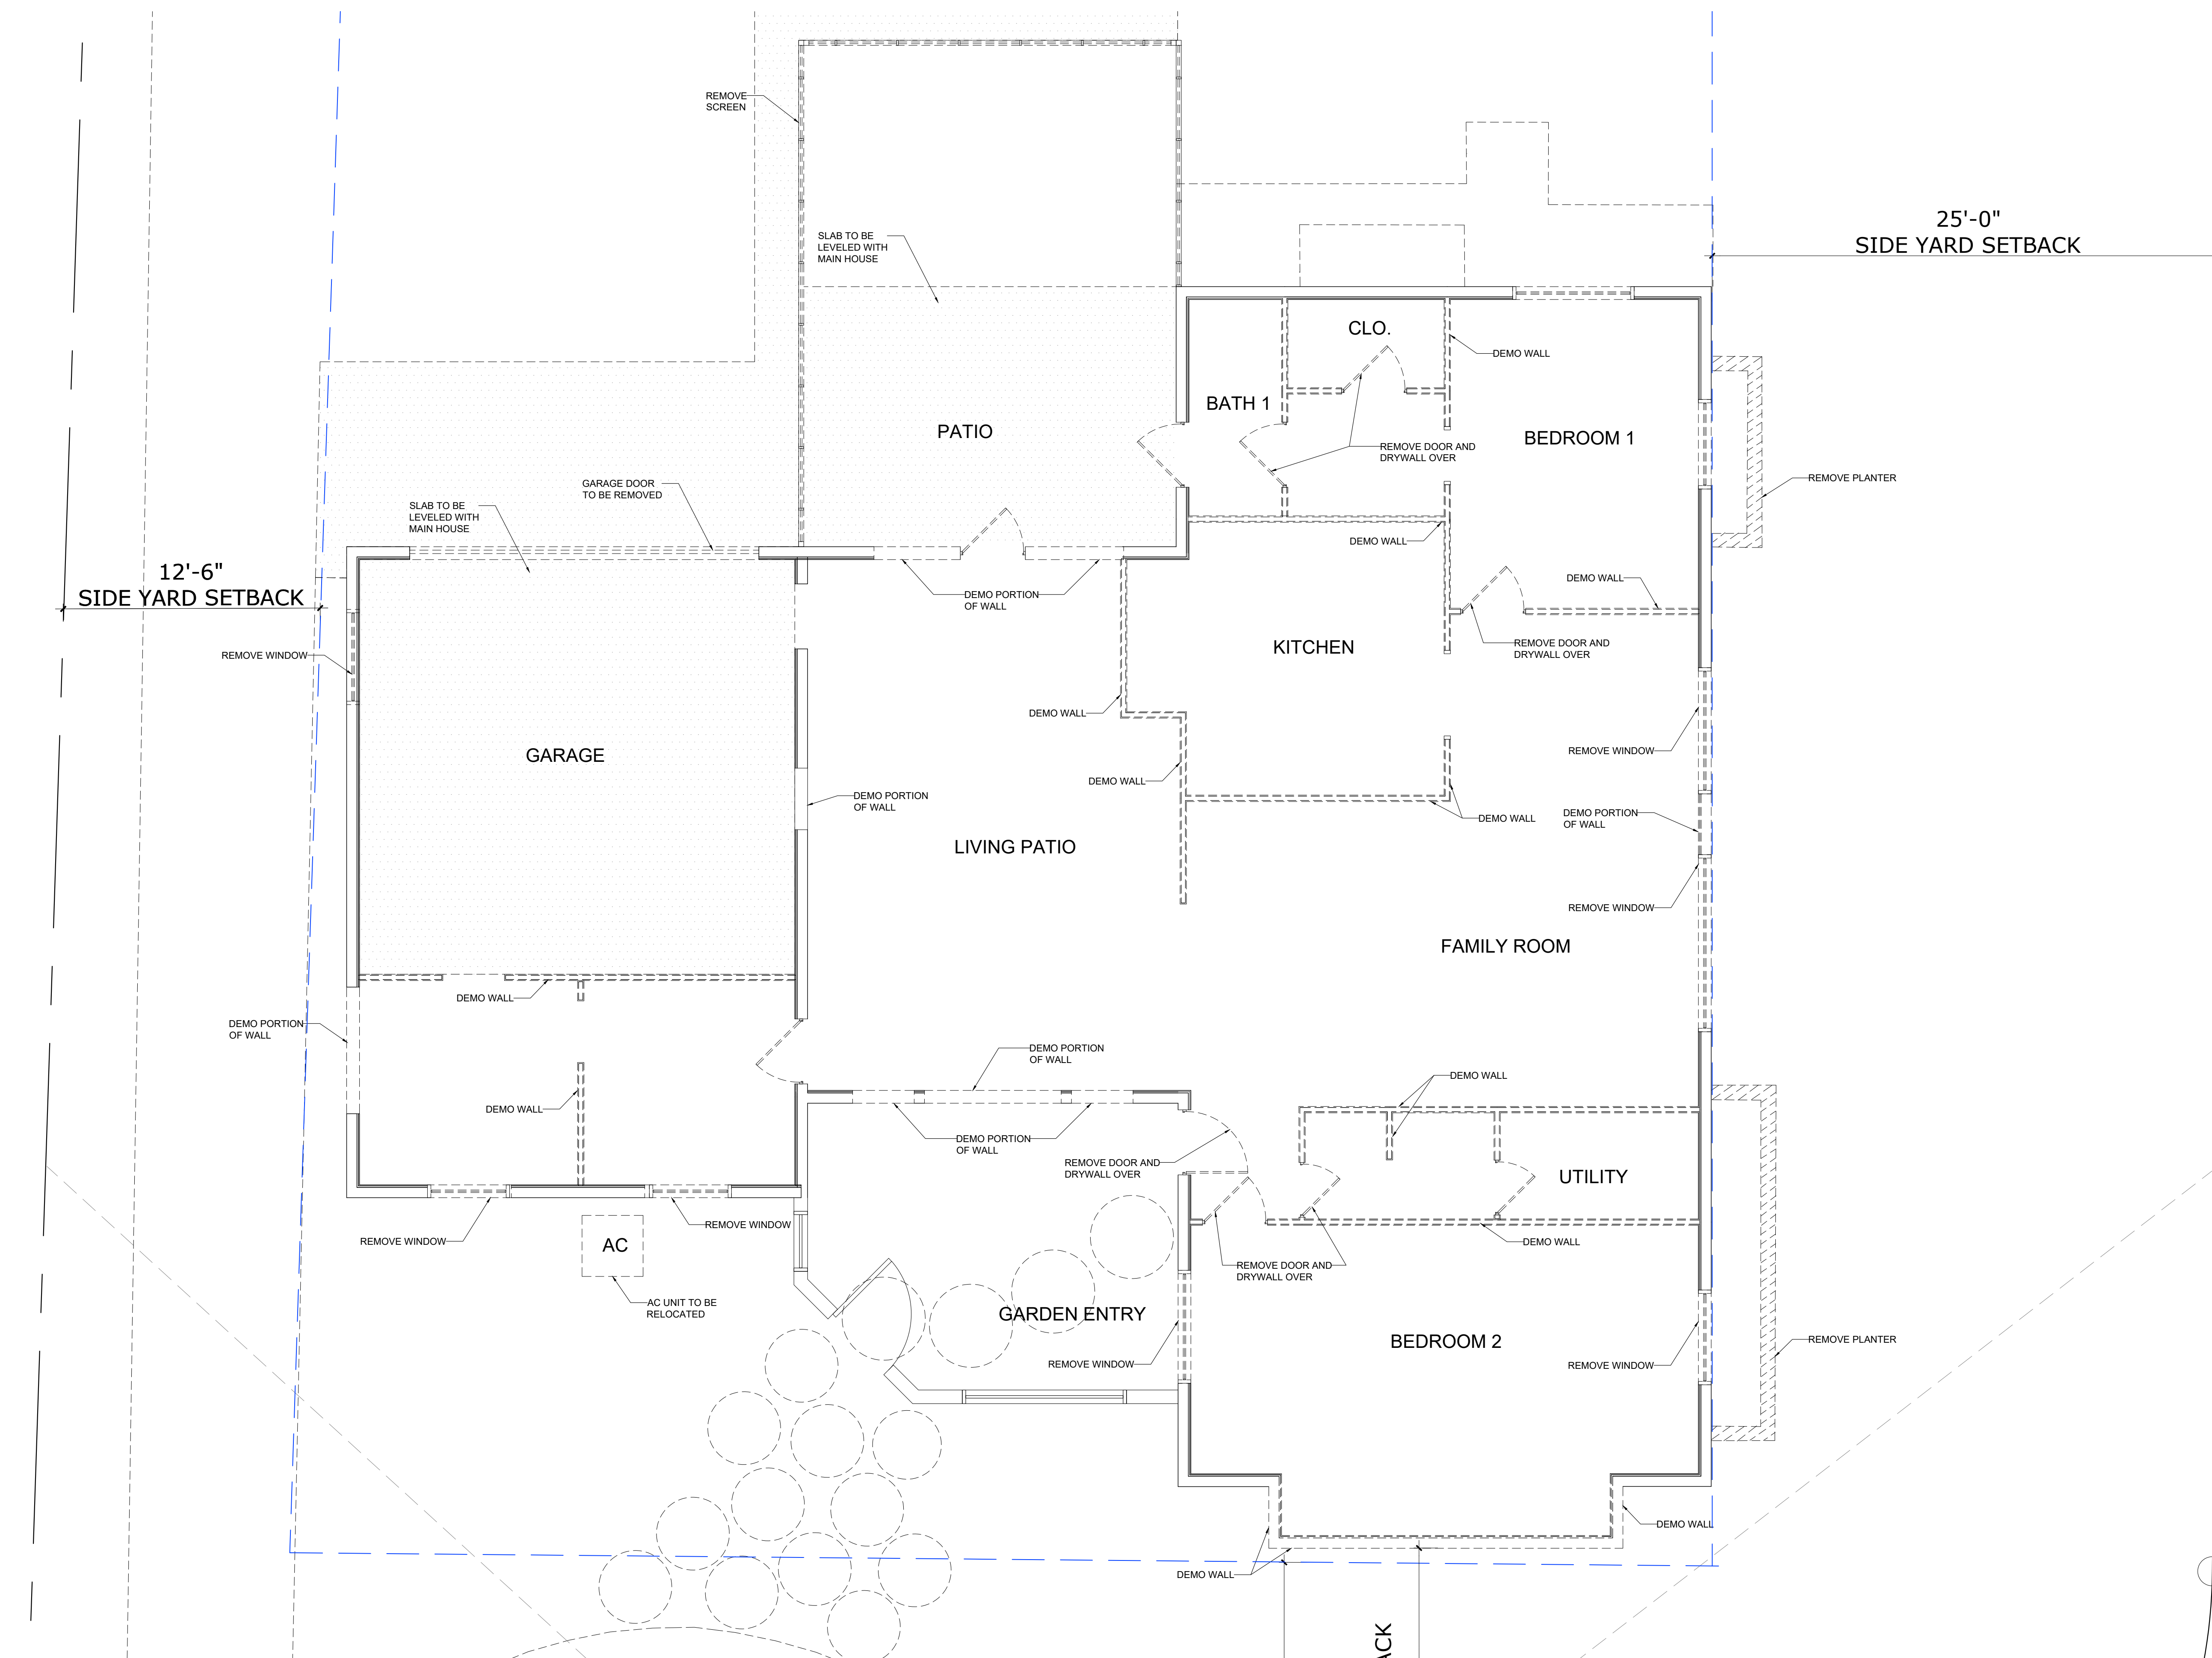 REMOVE
SCREEN
25'-0"
SIDE YARD SETBACK
SLAB TO BE
LEVELED WITH
MAIN HOUSE
CLO.
DEMO WALL
BATH 1
PATIO
BEDROOM 1
REMOVE DOOR AND
DRYWALL OVER
REMOVE PLANTER
GARAGE DOOR
TO BE REMOVED
SLAB TO BE
LEVELED WITH
MAIN HOUSE
DEMO WALL
12'-6"
SIDE YARD SETBACK
DEMO WALL
DEMO PORTION
OF WALL
REMOVE WINDOW
KITCHEN
REMOVE DOOR AND
DRYWALL OVER
DEMO WALL
GARAGE
REMOVE WINDOW
DEMO WALL
DEMO PORTION
OF WALL
DEMO WALL
DEMO PORTION
OF WALL
LIVING PATIO
REMOVE WINDOW
FAMILY ROOM
DEMO WALL
DEMO PORTION
OF WALL
DEMO PORTION
OF WALL
DEMO WALL
DEMO WALL
DEMO PORTION
OF WALL
REMOVE DOOR AND
DRYWALL OVER
UTILITY
REMOVE WINDOW
REMOVE WINDOW
AC
DEMO WALL
REMOVE DOOR AND
DRYWALL OVER
AC UNIT TO BE
RELOCATED
GARDEN ENTRY
BEDROOM 2
REMOVE PLANTER
REMOVE WINDOW
REMOVE WINDOW
DEMO WALL
DEMO WALL